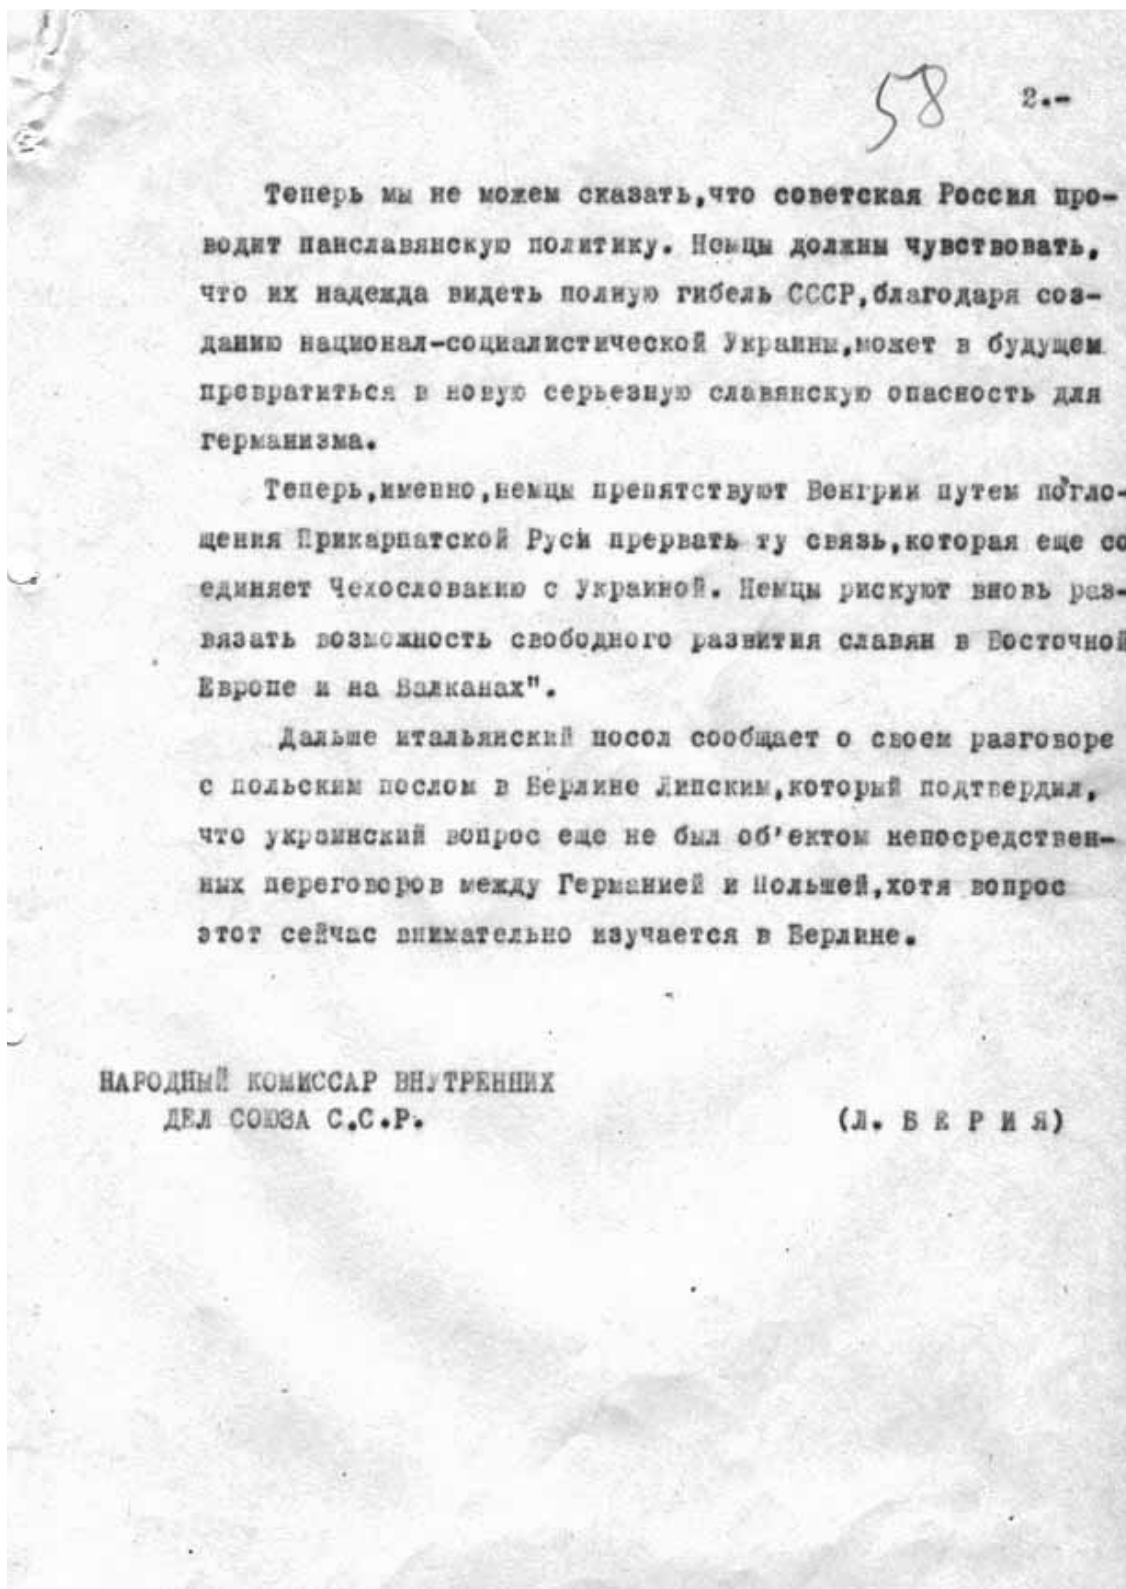 58 2.-
Теперь мы не можем сказать,что советская Россия про-
водит панславянскую политику. Немцы должны чувствовать,
что их надежда видеть полную гибель СССР,благодаря соз-
данию национал-социалистической Украины,может в будущем
превратиться в новую серьезную славянскую опасность для
германизма.
Теперь,именно,немцы препятствуют Венгрии путем погло-
щения Прикарпатской Руси прервать ту связь,которая еще со
единяет Чехословакию с Украиной. Немцы рискуют вновь раз-
вязать возможность свободного развития славян в Восточной
Европе и на Балканах".
Дальше итальянский посол сообщает о своем разговоре
с польским послом в Берлине Липским,который подтвердил,
что украинский вопрос еще не был об'ектом непосредствен-
ных переговоров между Германией и Польшей,хотя вопрос
этот сейчас внимательно изучается в Берлине.
НАРОДНЫЙ КОМИССАР ВНУТРЕННИХ
ДЕЛ СОЮЗА С.С.Р. (Л. Б Е Р И Я)